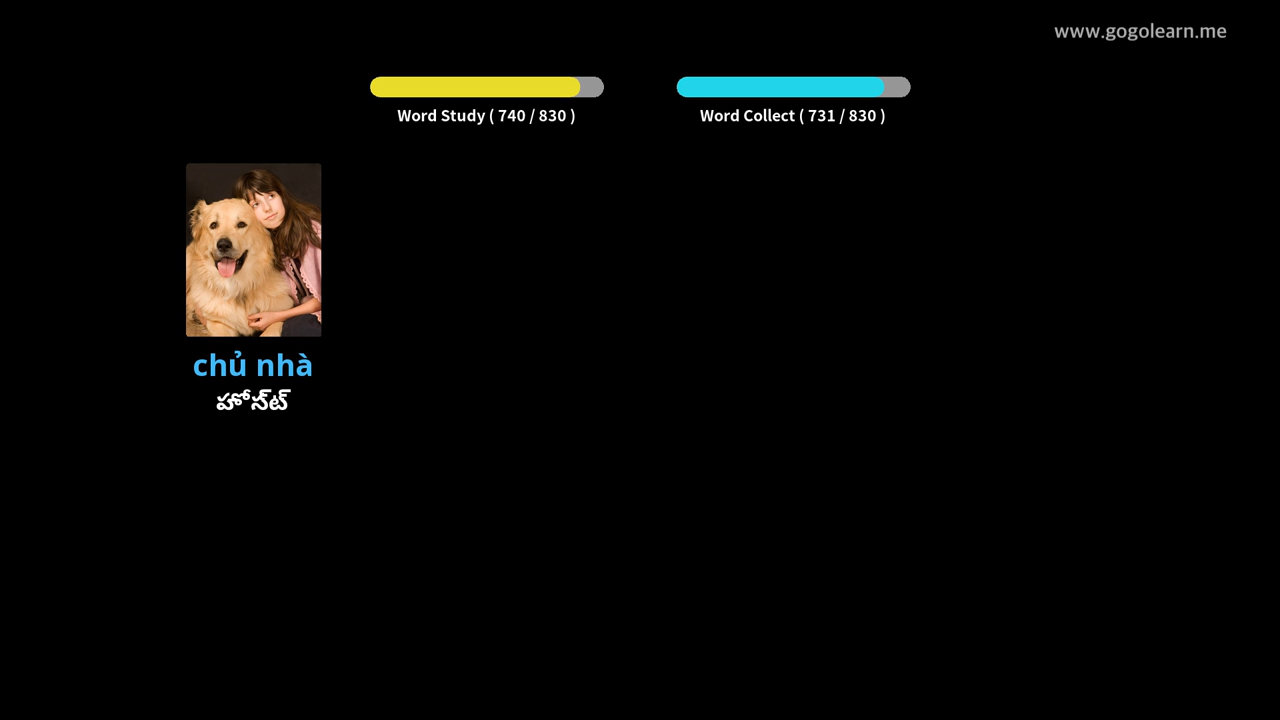 www.gogolearn.me
Word Study ( 740 / 830 )
Word Collect ( 731 / 830 )
chủ nhà
హోస్ట్